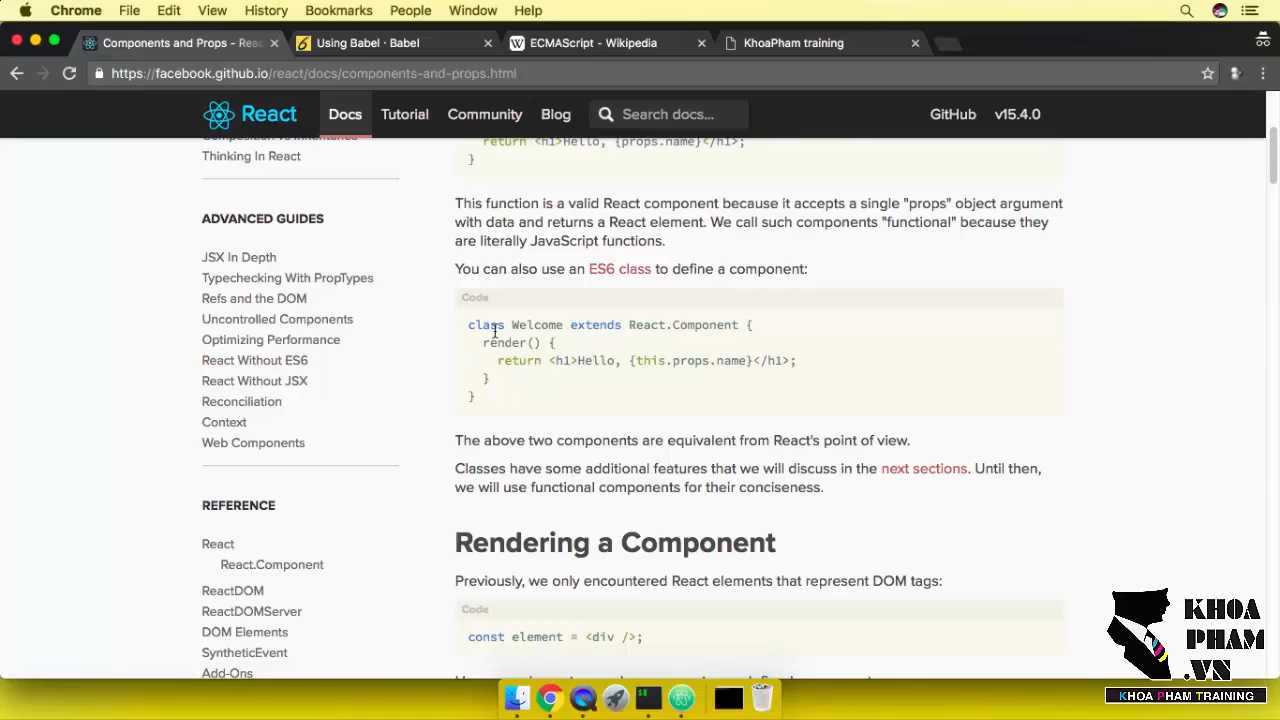 Chrome File Edit View History Bookmarks People Window Help
Components and Props - Reac
Using Babel · Babel
ECMAScript - Wikipedia
KhoaPham training
https://facebook.github.io/react/docs/components-and-props.html
React Docs Tutorial Community Blog Search docs... GitHub v15.4.0
Composition vs Inheritance
Thinking In React
ADVANCED GUIDES
JSX In Depth
Typechecking With PropTypes
Refs and the DOM
Uncontrolled Components
Optimizing Performance
React Without ES6
React Without JSX
Reconciliation
Context
Web Components
REFERENCE
React
React.Component
ReactDOM
ReactDOMServer
DOM Elements
SyntheticEvent
Add-Ons
return <h1>Hello, {props.name}</h1>;
}
This function is a valid React component because it accepts a single "props" object argument
with data and returns a React element. We call such components "functional" because they
are literally JavaScript functions.
You can also use an ES6 class to define a component:
Code
class Welcome extends React.Component {
render() {
return <h1>Hello, {this.props.name}</h1>;
}
}
The above two components are equivalent from React's point of view.
Classes have some additional features that we will discuss in the next sections. Until then,
we will use functional components for their conciseness.
Rendering a Component
Previously, we only encountered React elements that represent DOM tags:
Code
const element = <div />;
KHOA
PHAM
.VN
KHOA PHAM TRAINING